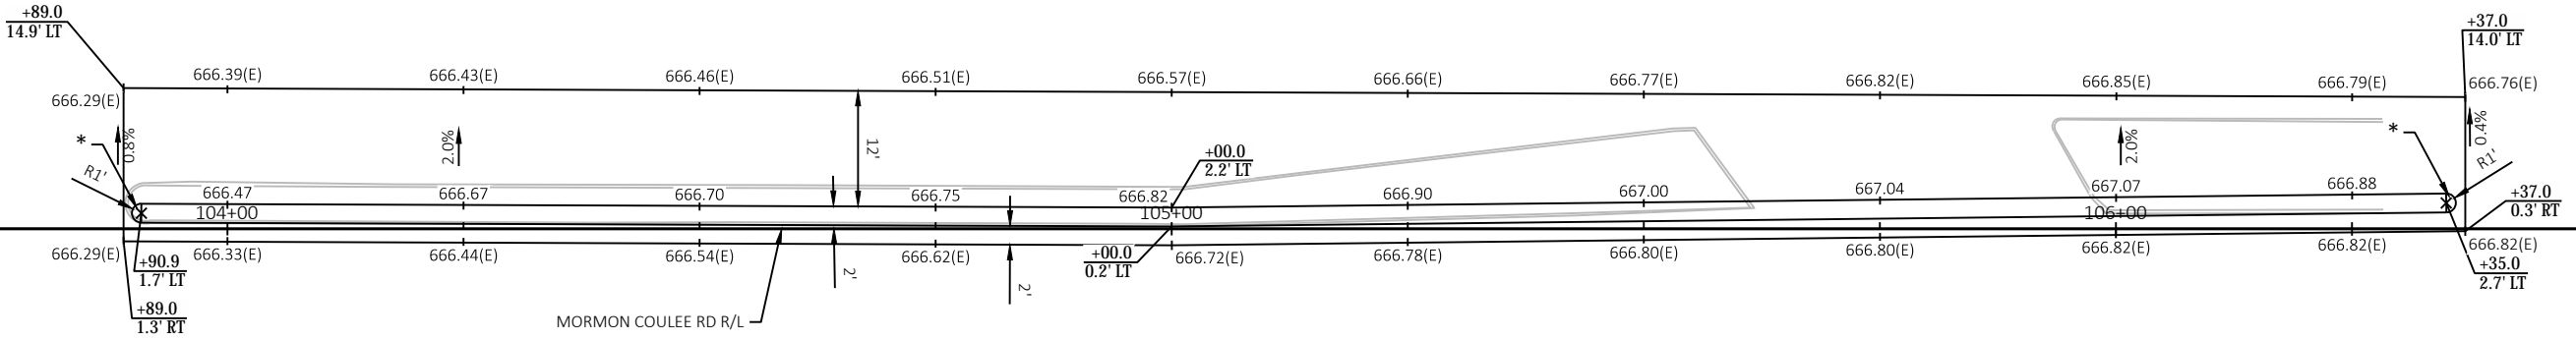 +89.0
14.9' LT
+37.0
14.0' LT
666.39(E) 666.43(E) 666.46(E) 666.51(E) 666.57(E) 666.66(E) 666.77(E) 666.82(E) 666.85(E) 666.79(E)
666.29(E)
666.76(E)
*
0.8%
2.0%
12'
+00.0
2.2' LT
2.0%
*
0.4%
R1'
R1'
666.47 666.67 666.70 666.75 666.82 666.90 667.00 667.04 667.07 666.88
104+00 105+00 106+00
+37.0
0.3' RT
666.29(E) 666.33(E) 666.44(E) 666.54(E) 666.62(E) 666.72(E) 666.78(E) 666.80(E) 666.80(E) 666.82(E) 666.82(E) 666.82(E)
+90.9
1.7' LT
+00.0
0.2' LT
+35.0
2.7' LT
2'
2'
+89.0
1.3' RT
MORMON COULEE RD R/L